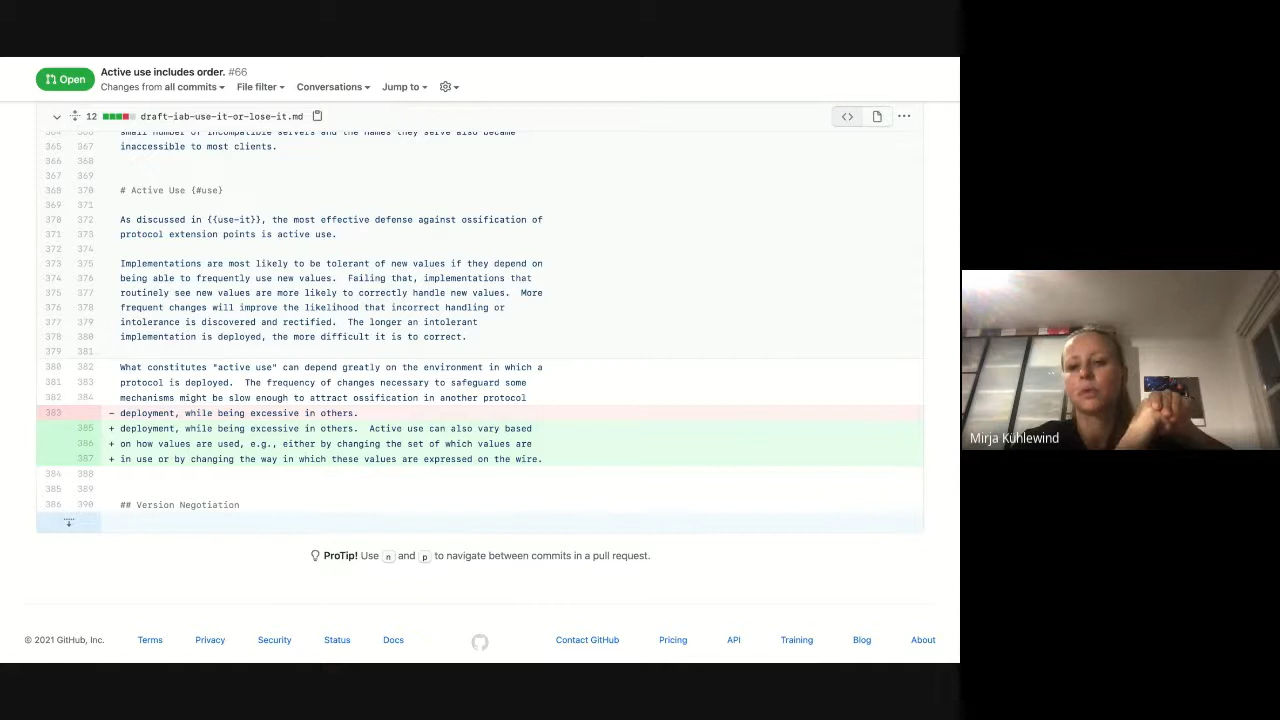 Open
Active use includes order. #66
Changes from all commits
File filter
Conversations
Jump to
12 draft-iab-use-it-or-lose-it.md
364 366 small number of incompatible servers and the names they serve also became
365 367 inaccessible to most clients.
366 368
367 369
368 370 # Active Use {#use}
369 371
370 372 As discussed in {{use-it}}, the most effective defense against ossification of
371 373 protocol extension points is active use.
372 374
373 375 Implementations are most likely to be tolerant of new values if they depend on
374 376 being able to frequently use new values.  Failing that, implementations that
375 377 routinely see new values are more likely to correctly handle new values.  More
376 378 frequent changes will improve the likelihood that incorrect handling or
377 379 intolerance is discovered and rectified.  The longer an intolerant
378 380 implementation is deployed, the more difficult it is to correct.
379 381
380 382 What constitutes "active use" can depend greatly on the environment in which a
381 383 protocol is deployed.  The frequency of changes necessary to safeguard some
382 384 mechanisms might be slow enough to attract ossification in another protocol
383 - deployment, while being excessive in others.
385 + deployment, while being excessive in others.  Active use can also vary based
386 + on how values are used, e.g., either by changing the set of which values are
387 + in use or by changing the way in which these values are expressed on the wire.
384 388
385 389
386 390 ## Version Negotiation
ProTip! Use n and p to navigate between commits in a pull request.
© 2021 GitHub, Inc.
Terms
Privacy
Security
Status
Docs
Contact GitHub
Pricing
API
Training
Blog
About
Mirja Kühlewind